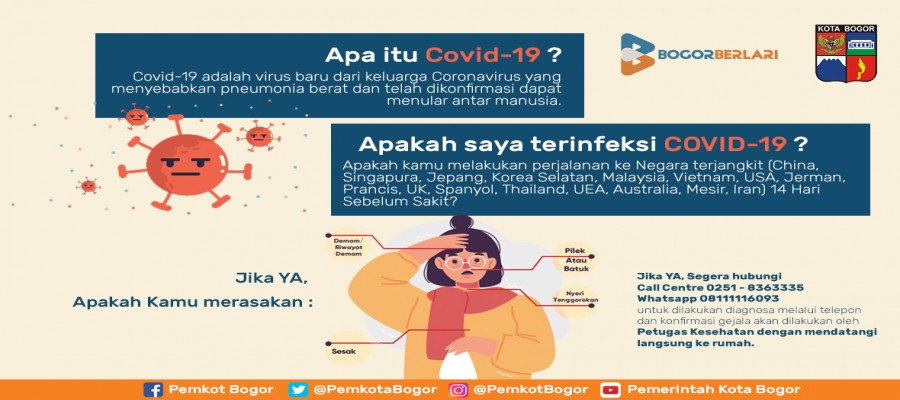 Apa itu Covid-19 ?
Covid-19 adalah virus baru dari keluarga Coronavirus yang
menyebabkan pneumonia berat dan telah dikonfirmasi dapat
menular antar manusia.
BOGORBERLARI
KOTA BOGOR
Apakah saya terinfeksi COVID-19 ?
Apakah kamu melakukan perjalanan ke Negara terjangkit (China,
Singapura, Jepang, Korea Selatan, Malaysia, Vietnam, USA, Jerman,
Prancis, UK, Spanyol, Thailand, UEA, Australia, Mesir, Iran) 14 Hari
Sebelum Sakit?
Jika YA,
Apakah Kamu merasakan :
Demam/
Riwayat
Demam
Pilek
Atau
Batuk
Nyeri
Tenggorokan
Sesak
Jika YA, Segera hubungi
Call Centre 0251 - 8363335
Whatsapp 08111116093
untuk dilakukan diagnosa melalui telepon
dan konfirmasi gejala akan dilakukan oleh
Petugas Kesehatan dengan mendatangi
langsung ke rumah.
Pemkot Bogor
@PemkotaBogor
@PemkotBogor
Pemerintah Kota Bogor